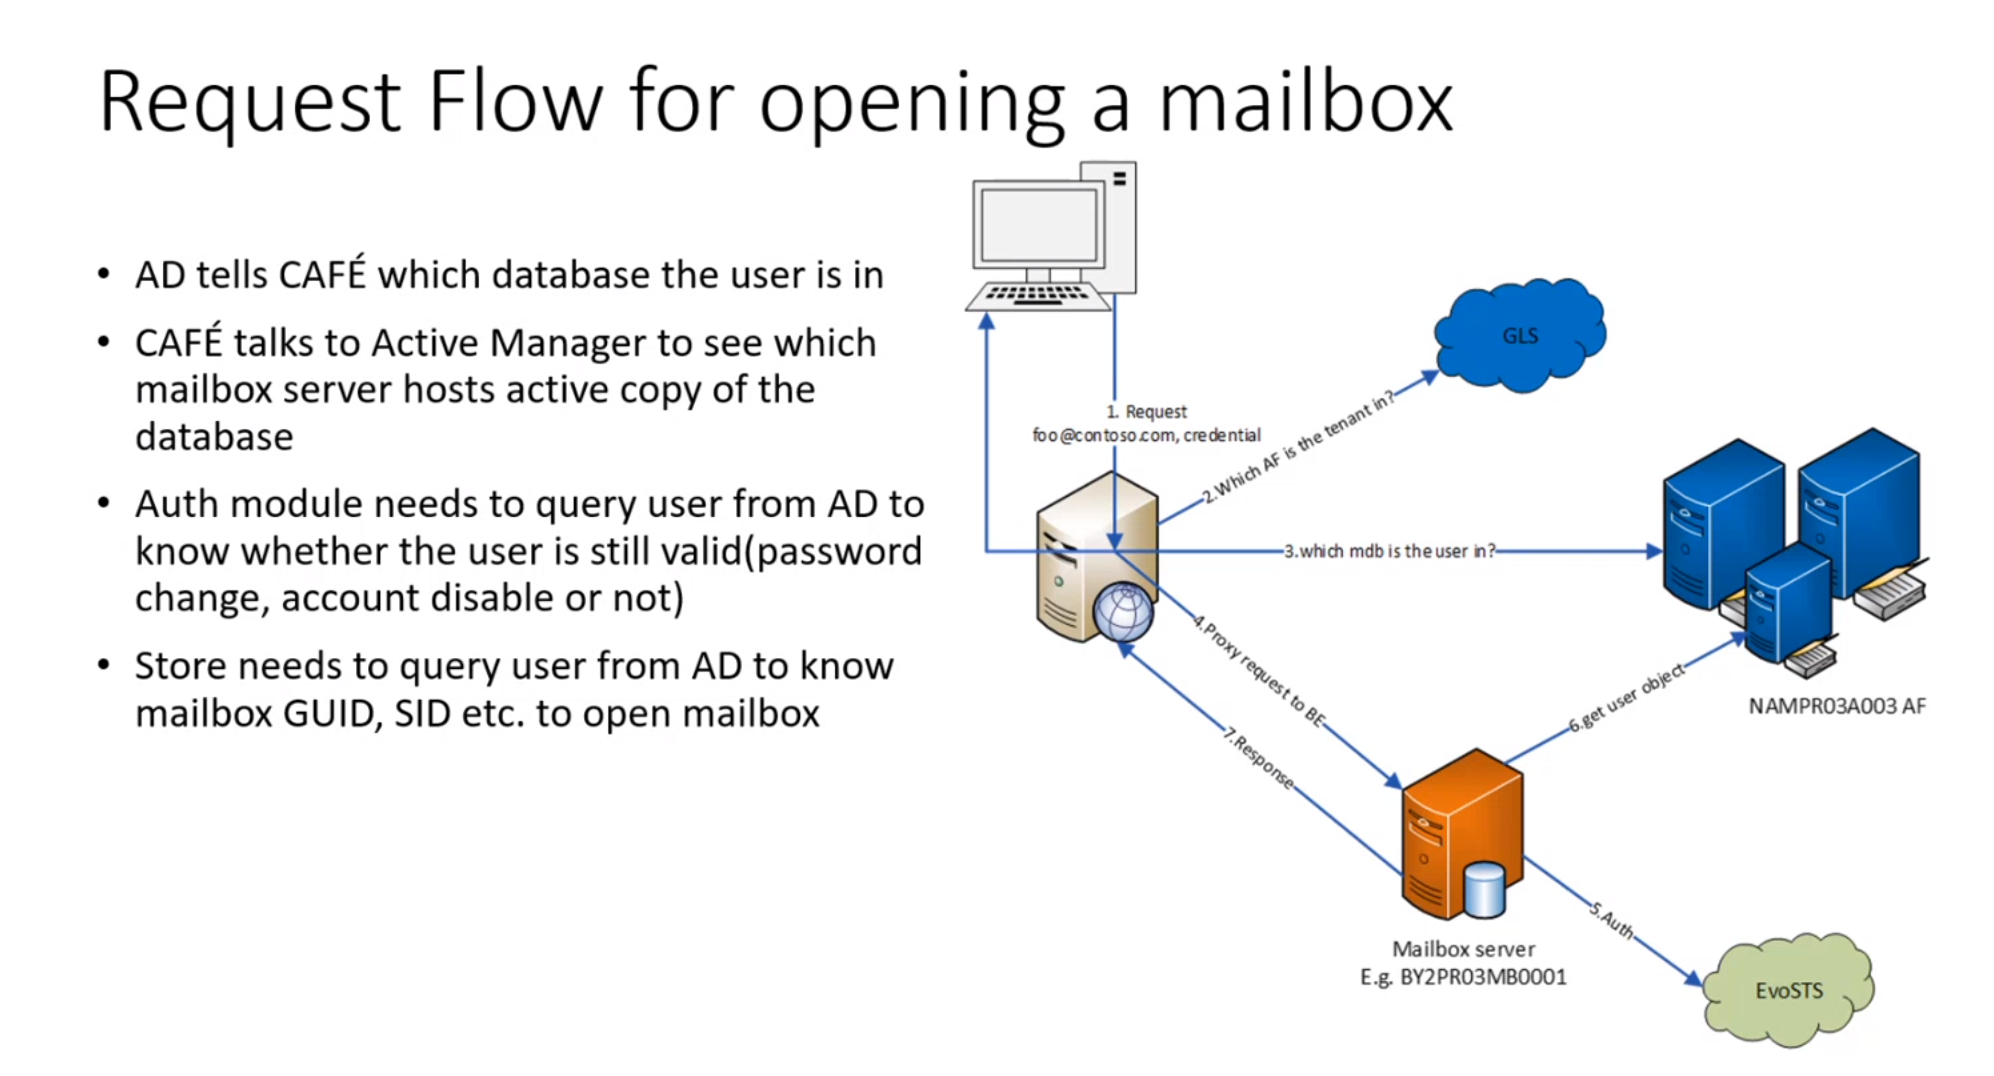 Request Flow for opening a mailbox
• AD tells CAFÉ which database the user is in
• CAFÉ talks to Active Manager to see which
mailbox server hosts active copy of the
database
• Auth module needs to query user from AD to
know whether the user is still valid(password
change, account disable or not)
• Store needs to query user from AD to know
mailbox GUID, SID etc. to open mailbox
1. Request
foo@contoso.com, credential
2.Which AF is the tenant in?
GLS
3.which mdb is the user in?
4.Proxy request to BE
6.get user object
NAMPR03A003 AF
7.Response
5.Auth
Mailbox server
E.g. BY2PR03MB0001
EvoSTS